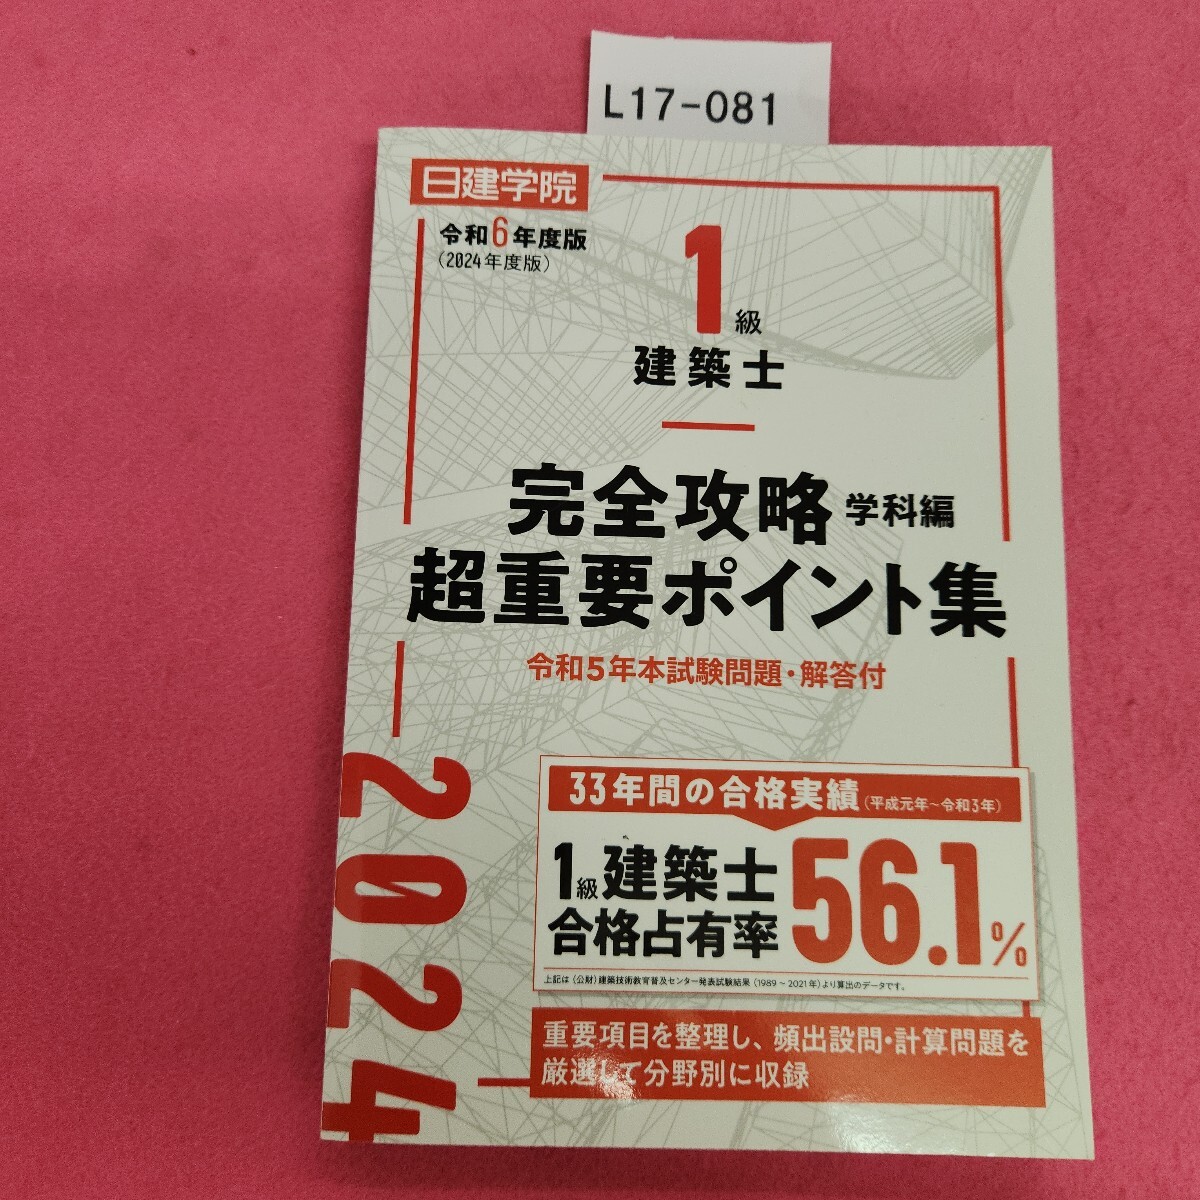 L17-081
日建学院
令和6年度版
(2024年度版)
1級
建築士
完全攻略 学科編
超重要ポイント集
令和5年本試験問題・解答付
2024
33年間の合格実績(平成元年〜令和3年)
1級建築士
合格占有率
56.1%
上記は(公財)建築技術教育普及センター発表試験結果(1989〜2021年)より算出のデータです。
重要項目を整理し、頻出設問・計算問題を
厳選して分野別に収録